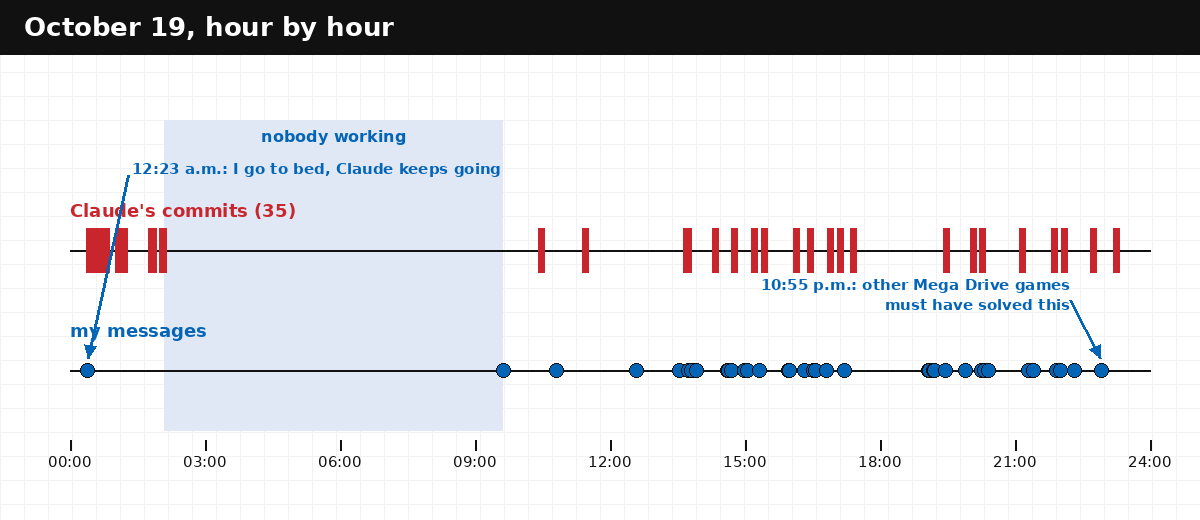 October 19, hour by hour
nobody working
12:23 a.m.: I go to bed, Claude keeps going
Claude's commits (35)
10:55 p.m.: other Mega Drive games
must have solved this
my messages
00:00
03:00
06:00
09:00
12:00
15:00
18:00
21:00
24:00